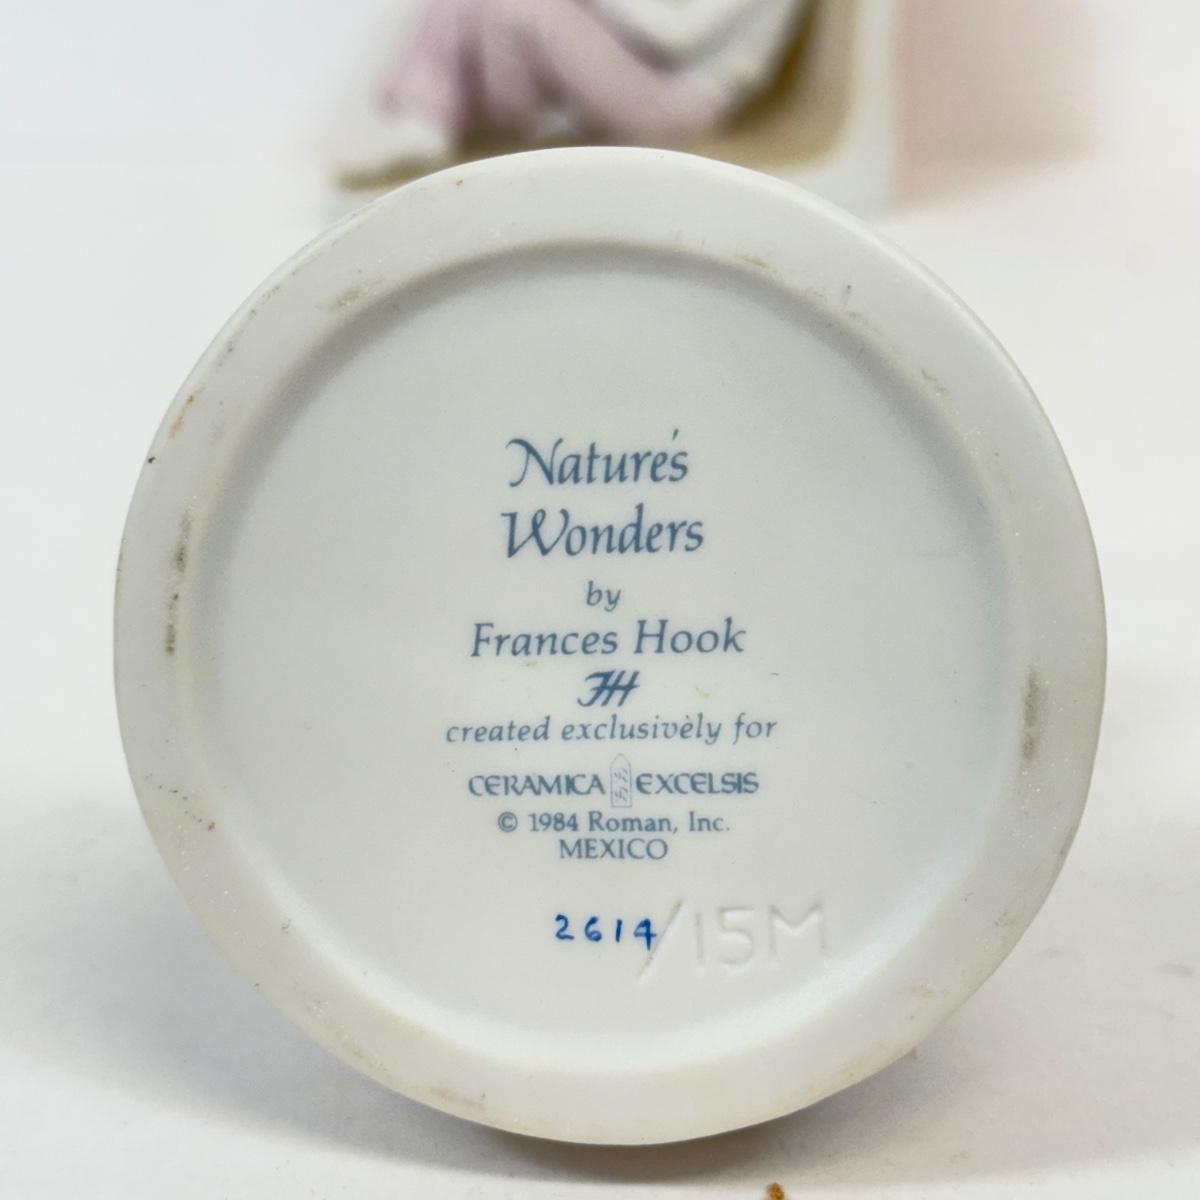 Nature's
Wonders
by
Frances Hook
FH
created exclusively for
CERAMICA EXCELSIS
© 1984 Roman, Inc.
MEXICO
2614/15M